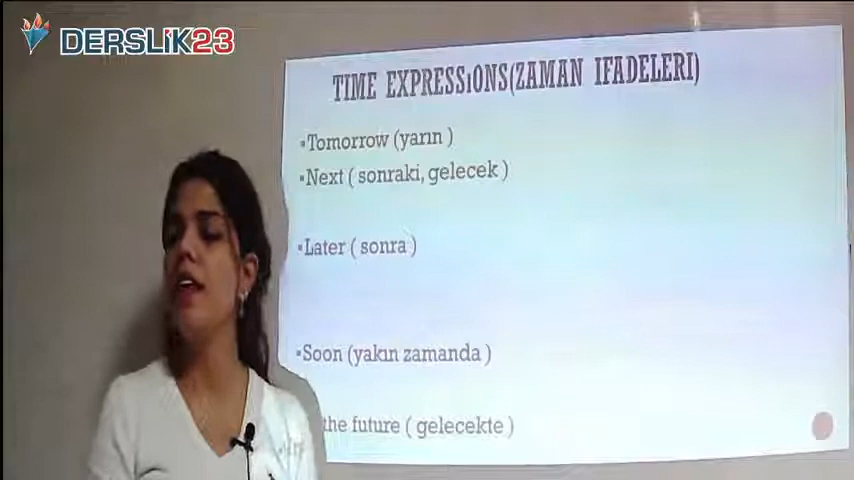 DERSLİK23
TIME EXPRESSıONS(ZAMAN IFADELERI)
▪Tomorrow (yarın )
▪Next ( sonraki, gelecek )
▪Later ( sonra )
▪Soon (yakın zamanda )
the future ( gelecekte )